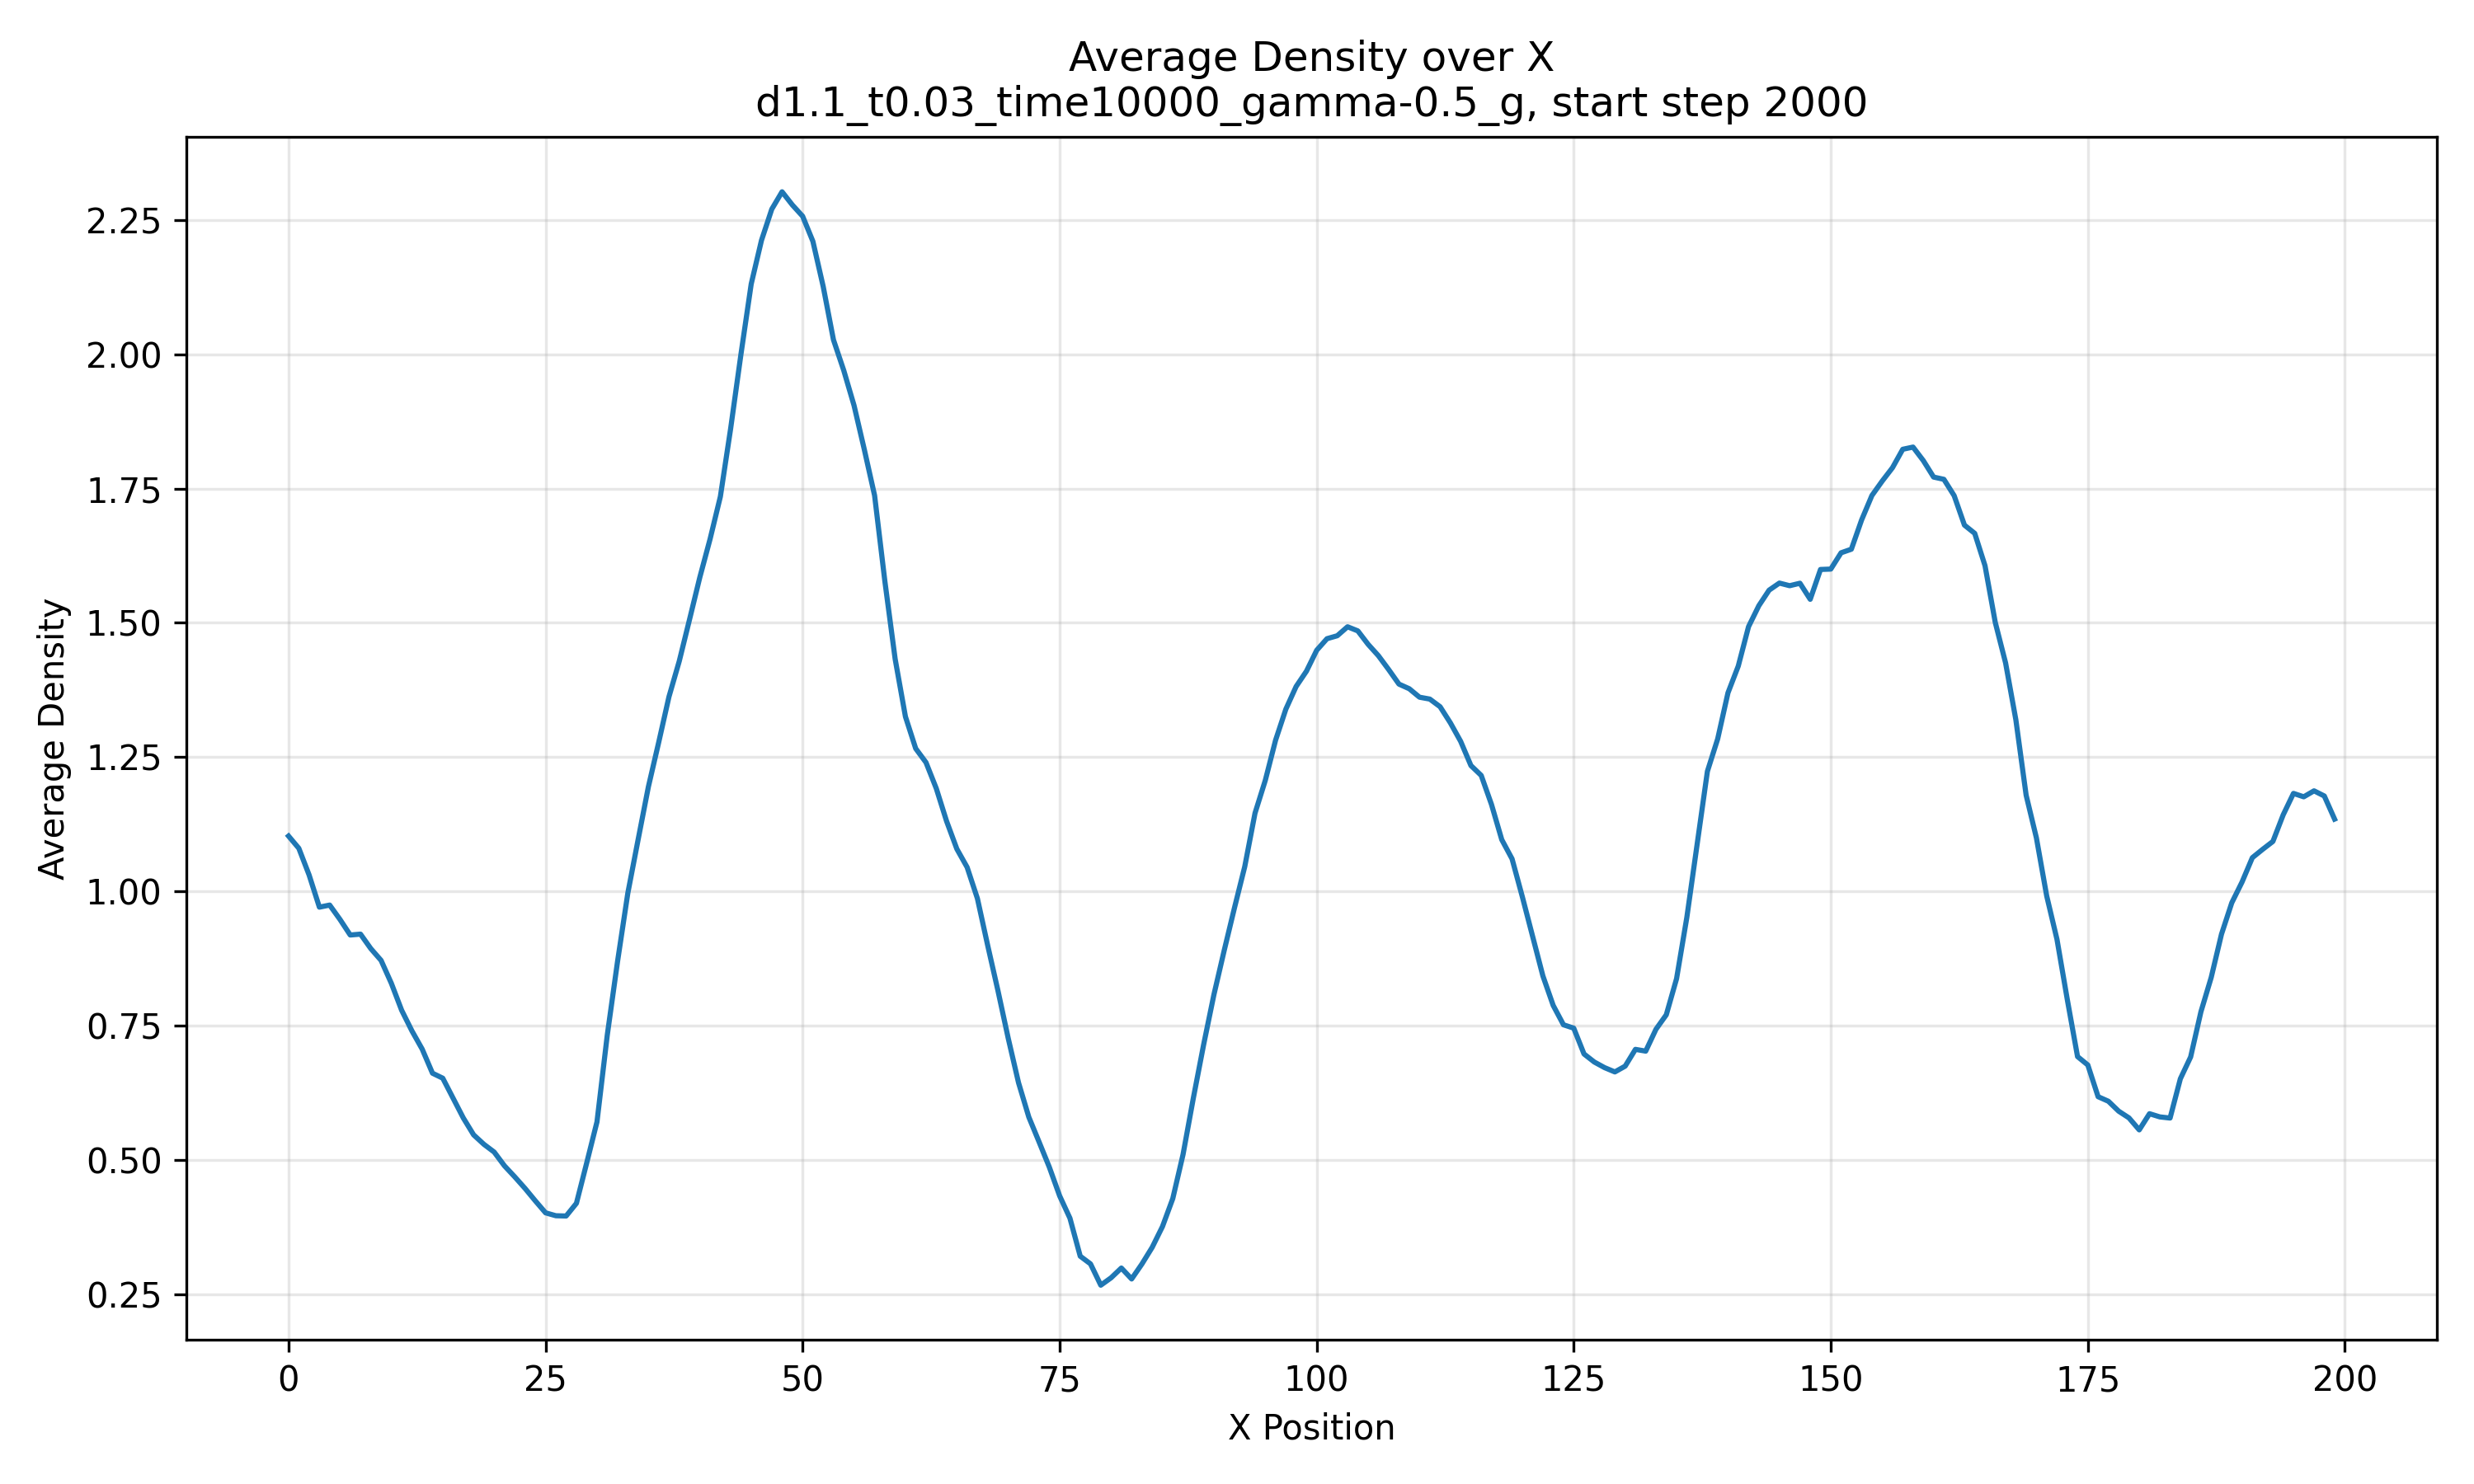 Average Density over X
d1.1_t0.03_time10000_gamma-0.5_g, start step 2000
Average Density
2.25
2.00
1.75
1.50
1.25
1.00
0.75
0.50
0.25
0 25 50 75 100 125 150 175 200
X Position